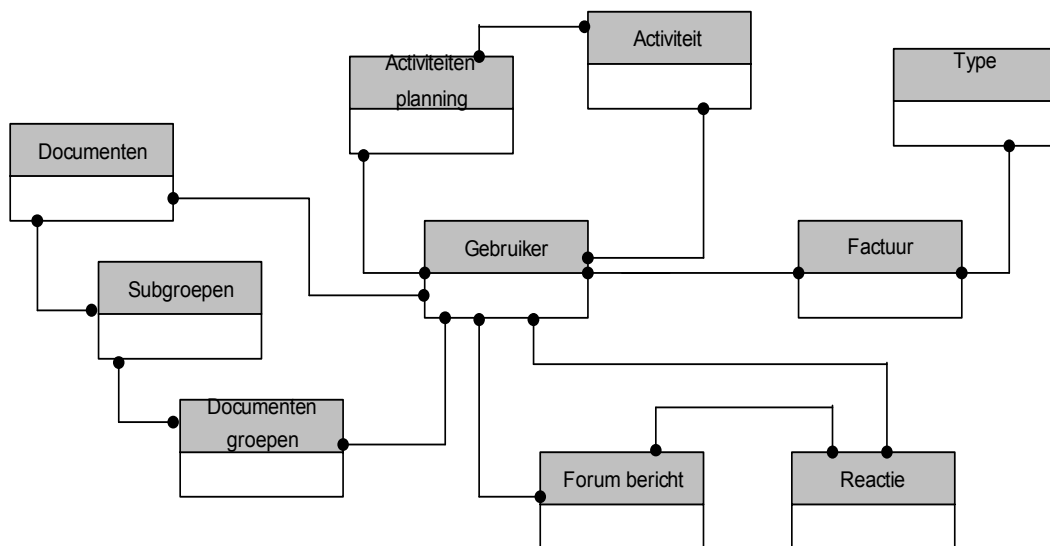 Activiteit
Activiteiten
planning
Type
Documenten
Gebruiker
Factuur
Subgroepen
Documenten
groepen
Forum bericht
Reactie